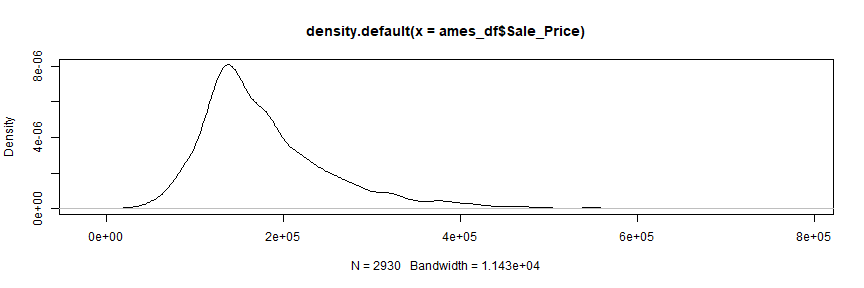 density.default(x = ames_df$Sale_Price)
Density
8e-06
4e-06
0e+00
0e+00 2e+05 4e+05 6e+05 8e+05
N = 2930 Bandwidth = 1.143e+04